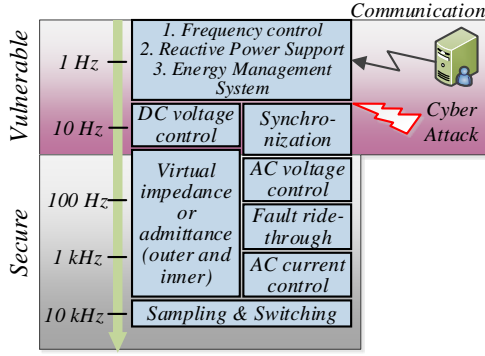 Communication
Vulnerable
Secure
1 Hz
10 Hz
100 Hz
1 kHz
10 kHz
1. Frequency control
2. Reactive Power Support
3. Energy Management
System
DC voltage
control
Synchro-
nization
Cyber
Attack
Virtual
impedance
or
admittance
(outer and
inner)
AC voltage
control
Fault ride-
through
AC current
control
Sampling & Switching